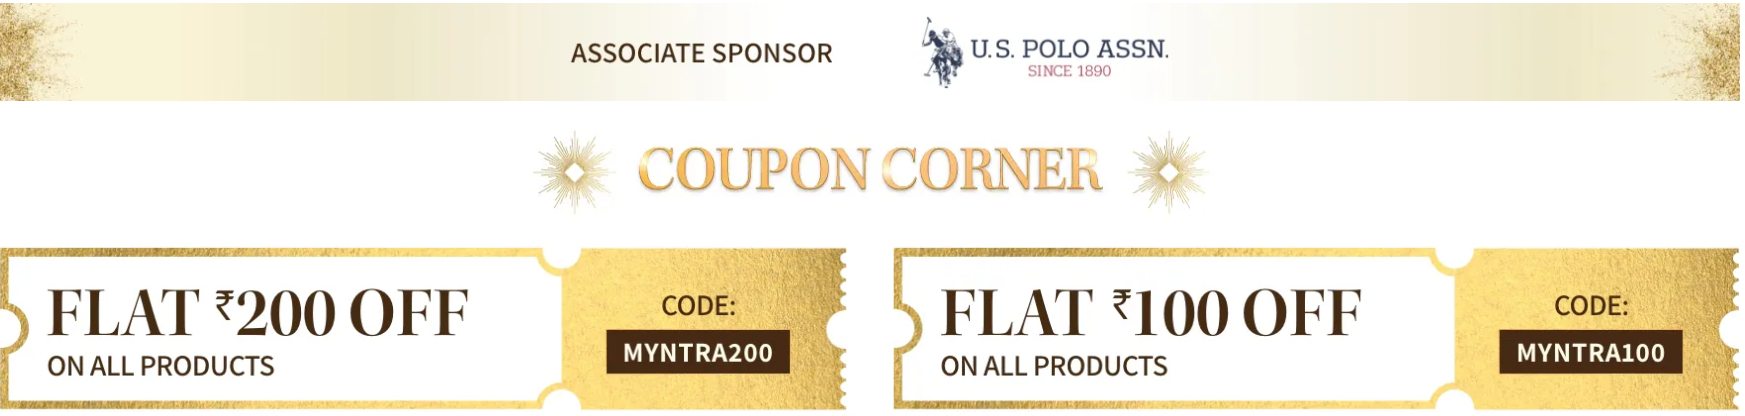 ASSOCIATE SPONSOR
U.S. POLO ASSN.
SINCE 1890
COUPON CORNER
FLAT ₹200 OFF
ON ALL PRODUCTS
CODE:
MYNTRA200
FLAT ₹100 OFF
ON ALL PRODUCTS
CODE:
MYNTRA100